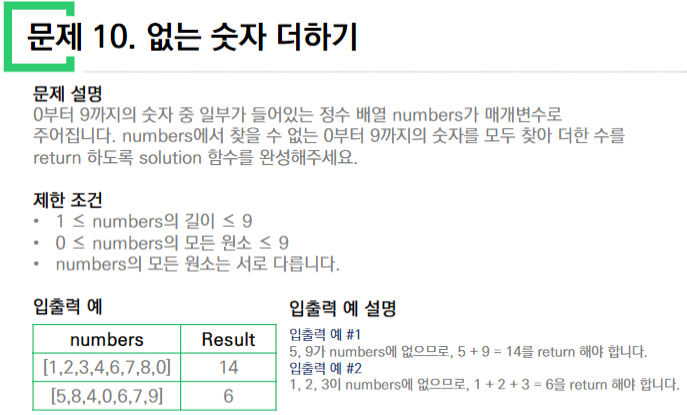 문제 10. 없는 숫자 더하기
문제 설명
0부터 9까지의 숫자 중 일부가 들어있는 정수 배열 numbers가 매개변수로
주어집니다. numbers에서 찾을 수 없는 0부터 9까지의 숫자를 모두 찾아 더한 수를
return 하도록 solution 함수를 완성해주세요.
제한 조건
• 1 ≤ numbers의 길이 ≤ 9
• 0 ≤ numbers의 모든 원소 ≤ 9
• numbers의 모든 원소는 서로 다릅니다.
입출력 예
numbers Result
[1,2,3,4,6,7,8,0] 14
[5,8,4,0,6,7,9] 6
입출력 예 설명
입출력 예 #1
5, 9가 numbers에 없으므로, 5 + 9 = 14를 return 해야 합니다.
입출력 예 #2
1, 2, 3이 numbers에 없으므로, 1 + 2 + 3 = 6을 return 해야 합니다.